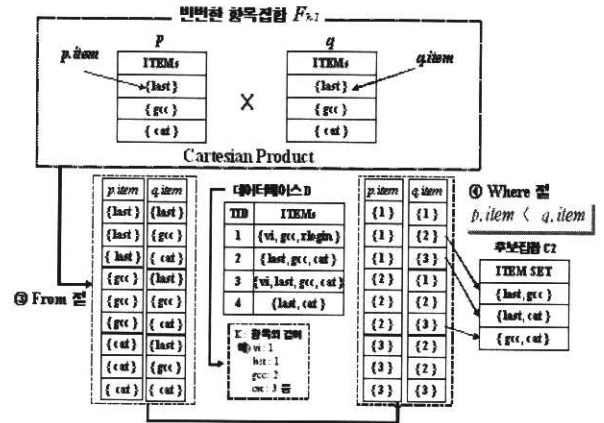 빈번한 항목집합 Fk-1
p q
p.item q.item
ITEMs ITEMs
{last} {last}
X
{gcc} {gcc}
{cat} {cat}
Cartesian Product
p.item q.item
{last} {last}
{last} {gcc}
{last} {cat}
{gcc} {last}
{gcc} {gcc}
{gcc} {cat}
{cat} {last}
{cat} {gcc}
{cat} {cat}
③ From 절
데이터베이스 D
TID ITEMs
1 {vi, gcc, rlogin}
2 {last, gcc, cat}
3 {vi, last, gcc, cat}
4 {last, cat}
항목의
예) vi : 1
last : 1
gcc : 2
cat : 3 등
p.item q.item
{1} {1}
{1} {2}
{1} {3}
{2} {1}
{2} {2}
{2} {3}
{3} {2}
{3} {2}
{3} {3}
④ Where 절
p.item < q.item
후보집합 C2
ITEM SET
{last, gcc}
{last, cat}
{gcc, cat}